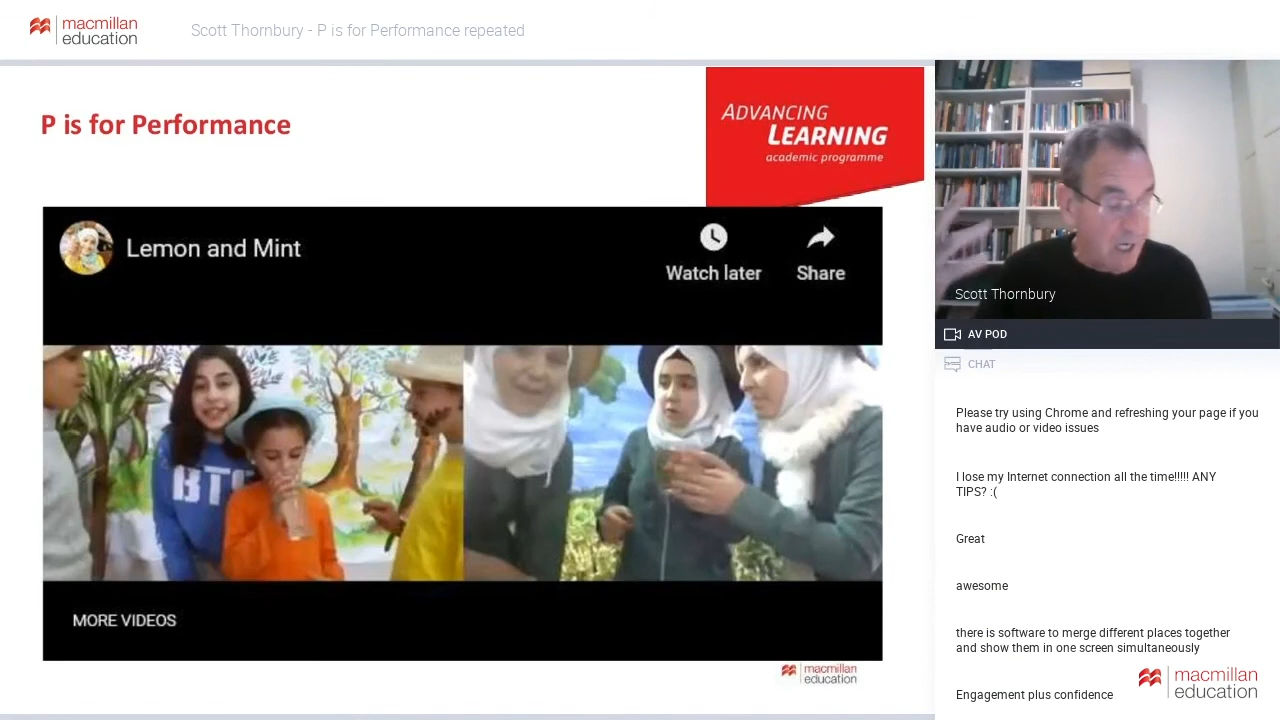 macmillan
education
Scott Thornbury - P is for Performance repeated
P is for Performance
ADVANCING
LEARNING
academic programme
Lemon and Mint
Watch later
Share
BTS
MORE VIDEOS
macmillan
education
Scott Thornbury
AV POD
CHAT
Please try using Chrome and refreshing your page if you
have audio or video issues
I lose my Internet connection all the time!!!!! ANY
TIPS? :(
Great
awesome
there is software to merge different places together
and show them in one screen simultaneously
Engagement plus confidence
macmillan
education